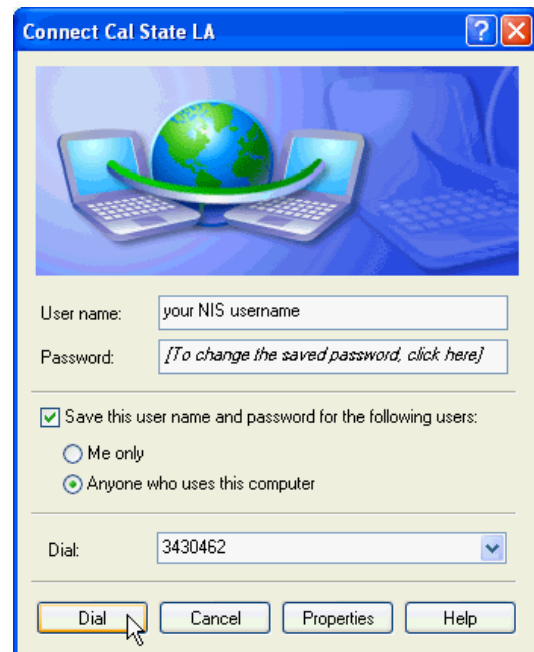 Connect Cal State LA
User name: your NIS username
Password: [To change the saved password, click here]
Save this user name and password for the following users:
Me only
Anyone who uses this computer
Dial: 3430462
Dial Cancel Properties Help